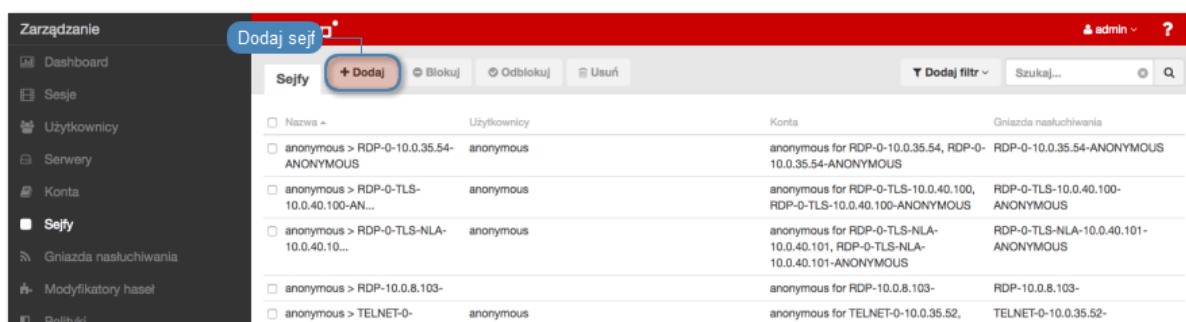 Zarządzanie
admin
?
Dodaj sejf
Dashboard
Sesje
Użytkownicy
Serwery
Konta
Sejfy
Gniazda nasłuchiwania
Modyfikatory haseł
Polityki
Sejfy
+ Dodaj
Blokuj
Odblokuj
Usuń
Dodaj filtr
Szukaj...
Nazwa
Użytkownicy
Konta
Gniazda nasłuchiwania
anonymous > RDP-0-10.0.35.54-
ANONYMOUS
anonymous
anonymous for RDP-0-10.0.35.54, RDP-0-
10.0.35.54-ANONYMOUS
RDP-0-10.0.35.54-ANONYMOUS
anonymous > RDP-0-TLS-
10.0.40.100-AN...
anonymous
anonymous for RDP-0-TLS-10.0.40.100,
RDP-0-TLS-10.0.40.100-ANONYMOUS
RDP-0-TLS-10.0.40.100-
ANONYMOUS
anonymous > RDP-0-TLS-NLA-
10.0.40.10...
anonymous
anonymous for RDP-0-TLS-NLA-
10.0.40.101, RDP-0-TLS-NLA-
10.0.40.101-ANONYMOUS
RDP-0-TLS-NLA-10.0.40.101-
ANONYMOUS
anonymous > RDP-10.0.8.103-
anonymous for RDP-10.0.8.103-
RDP-10.0.8.103-
anonymous > TELNET-0-
anonymous
anonymous for TELNET-0-10.0.35.52,
TELNET-0-10.0.35.52-